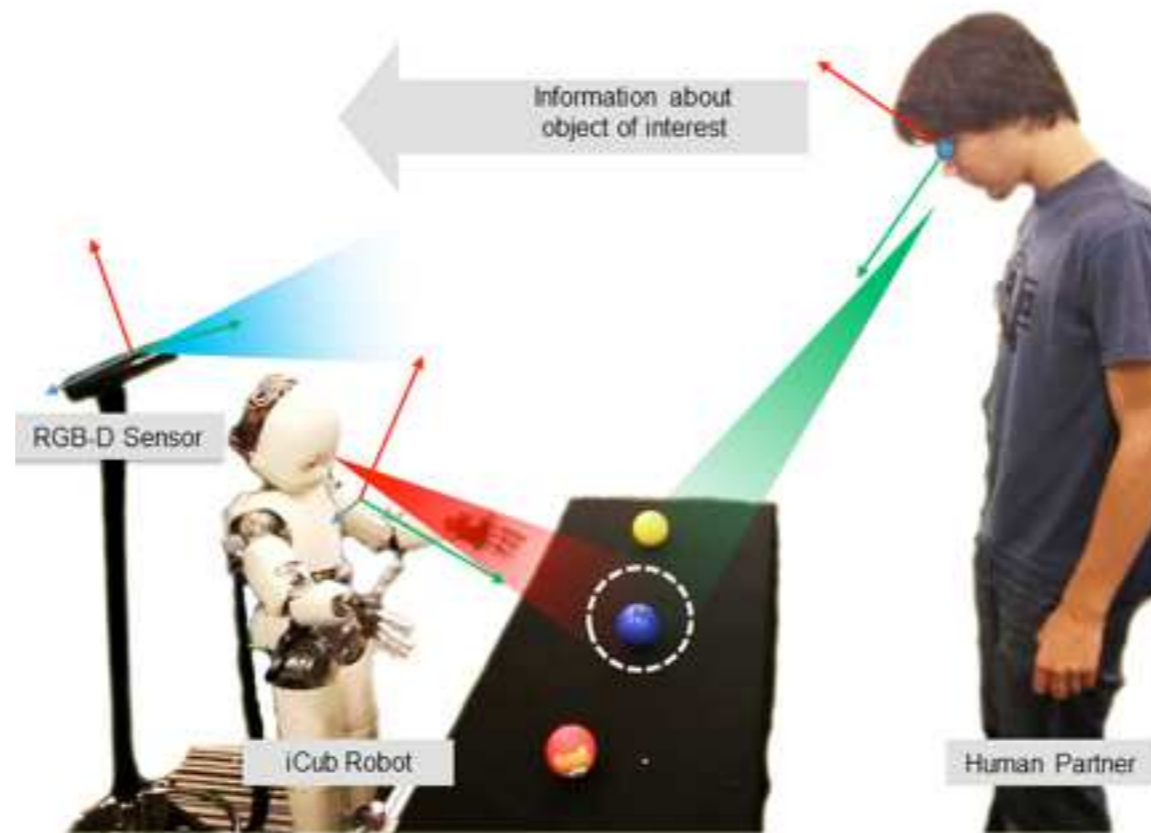 Information about
object of interest
RGB-D Sensor
iCub Robot
Human Partner